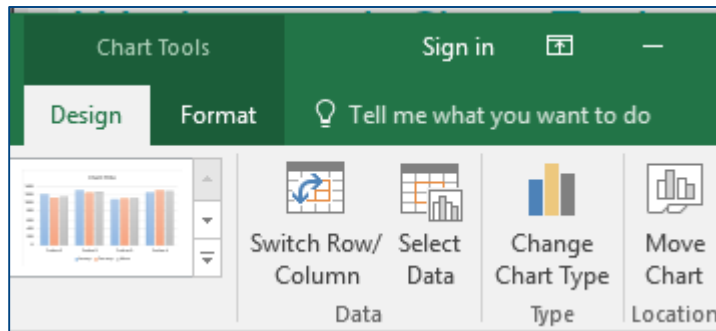 Chart Tools
Sign in
Design
Format
Tell me what you want to do
Switch Row/
Column
Select
Data
Change
Chart Type
Move
Chart
Data
Type
Location